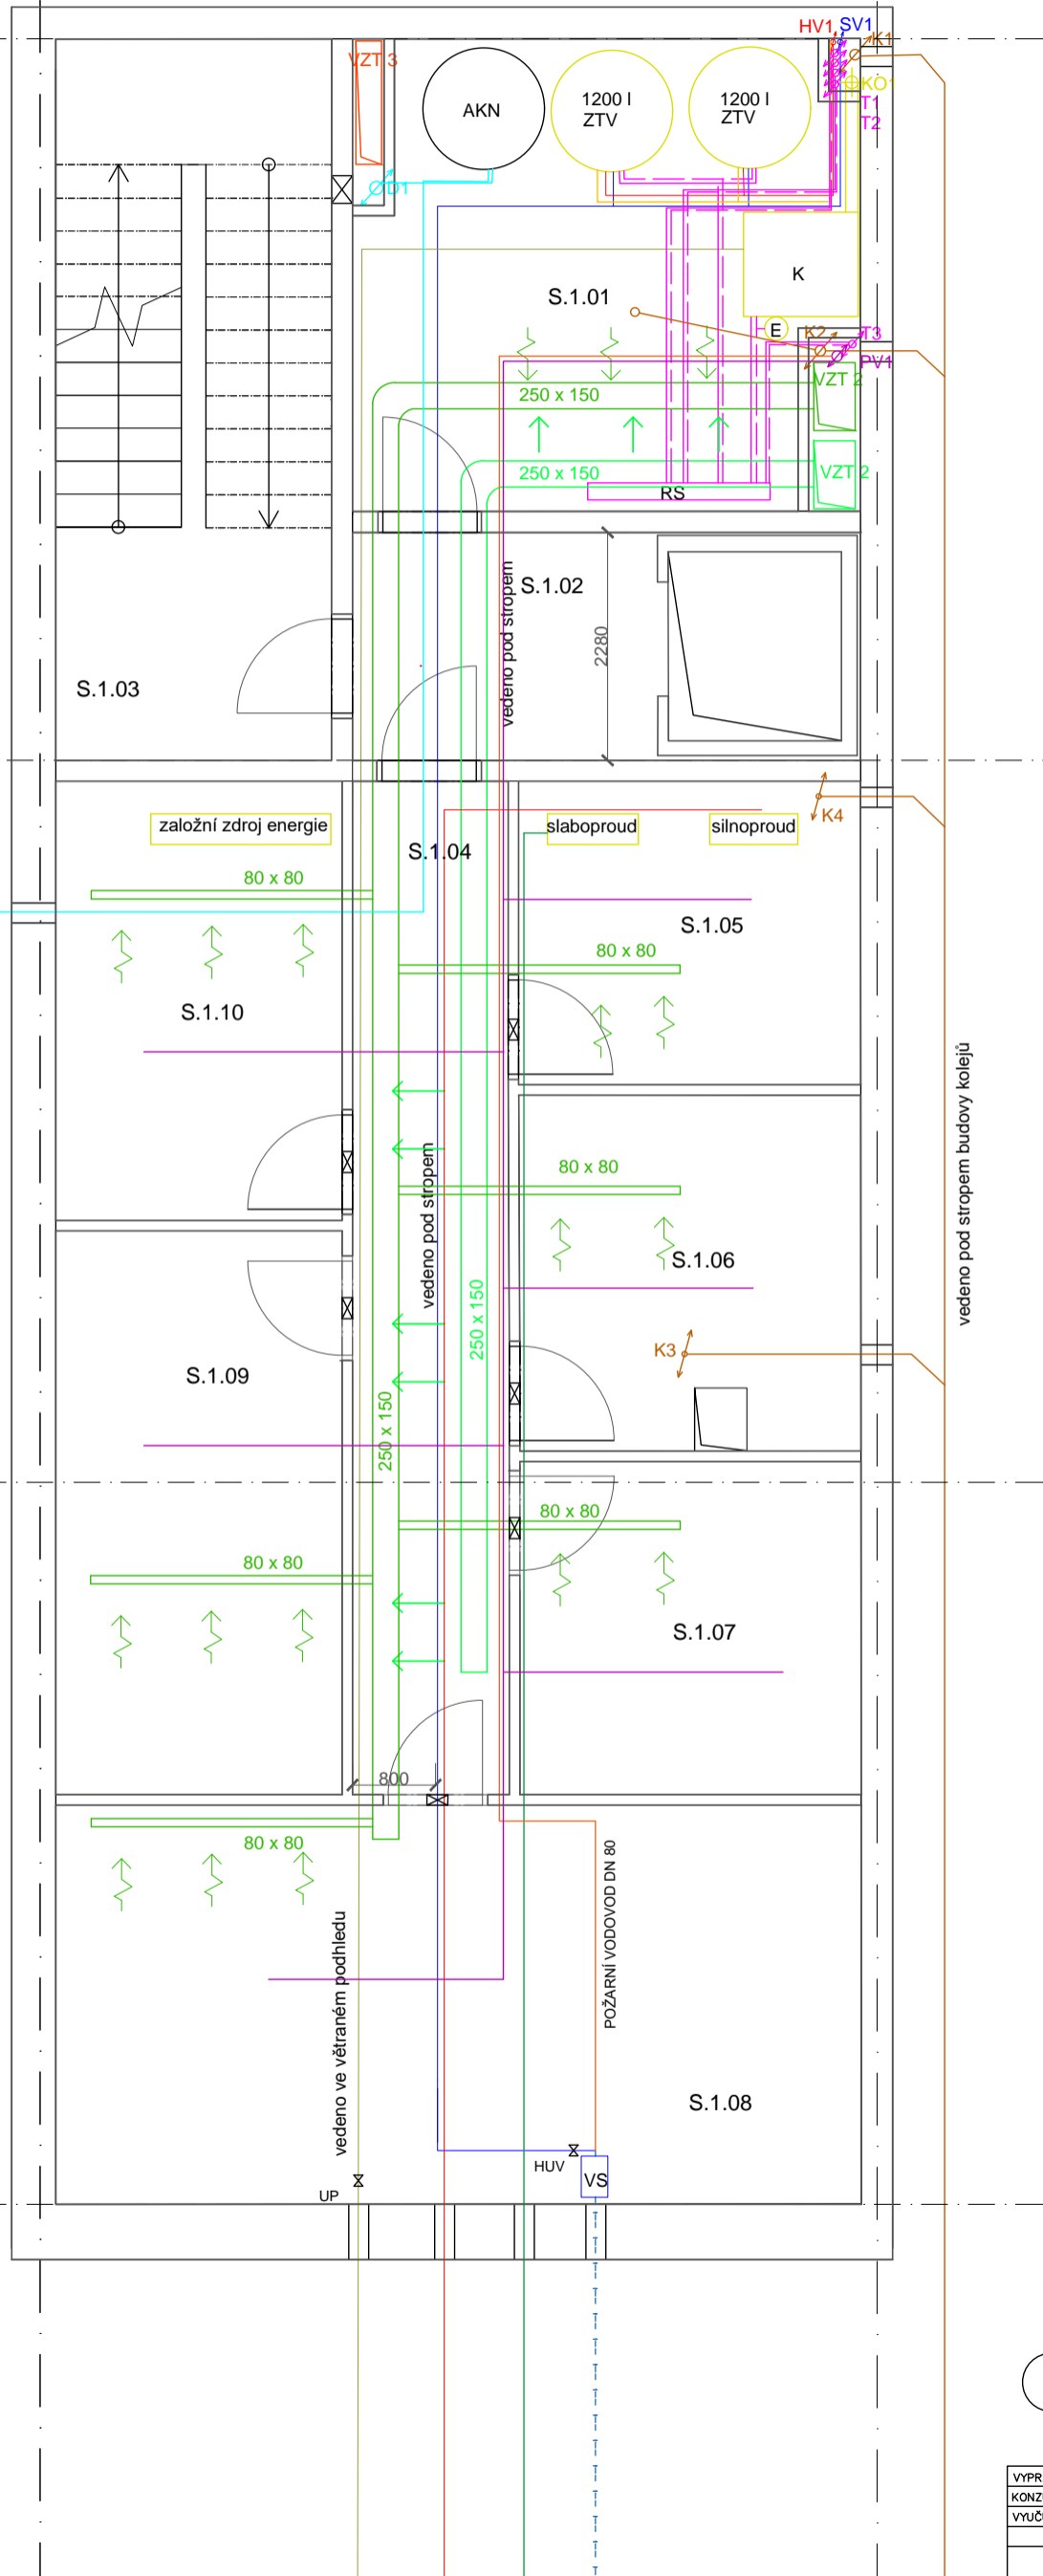 HV1
SV1
VZT 3
K1
AKN
1200 l
ZTV
1200 l
ZTV
KO1
T1
T2
D1
K
S.1.01
E
K2
T3
PV1
VZT 2
250 x 150
250 x 150
VZT 2
RS
vedeno pod stropem
S.1.02
2280
S.1.03
K4
založní zdroj energie
slaboproud
silnoproud
S.1.04
80 x 80
S.1.05
80 x 80
S.1.10
vedeno pod stropem budovy kolejů
vedeno pod stropem
80 x 80
S.1.06
250 x 150
K3
S.1.09
250 x 150
80 x 80
80 x 80
S.1.07
800
80 x 80
POŽARNÍ VODOVOD DN 80
vedeno ve větraném podhledu
S.1.08
HUV
VS
UP
VYPR
KONZU
VYUČ